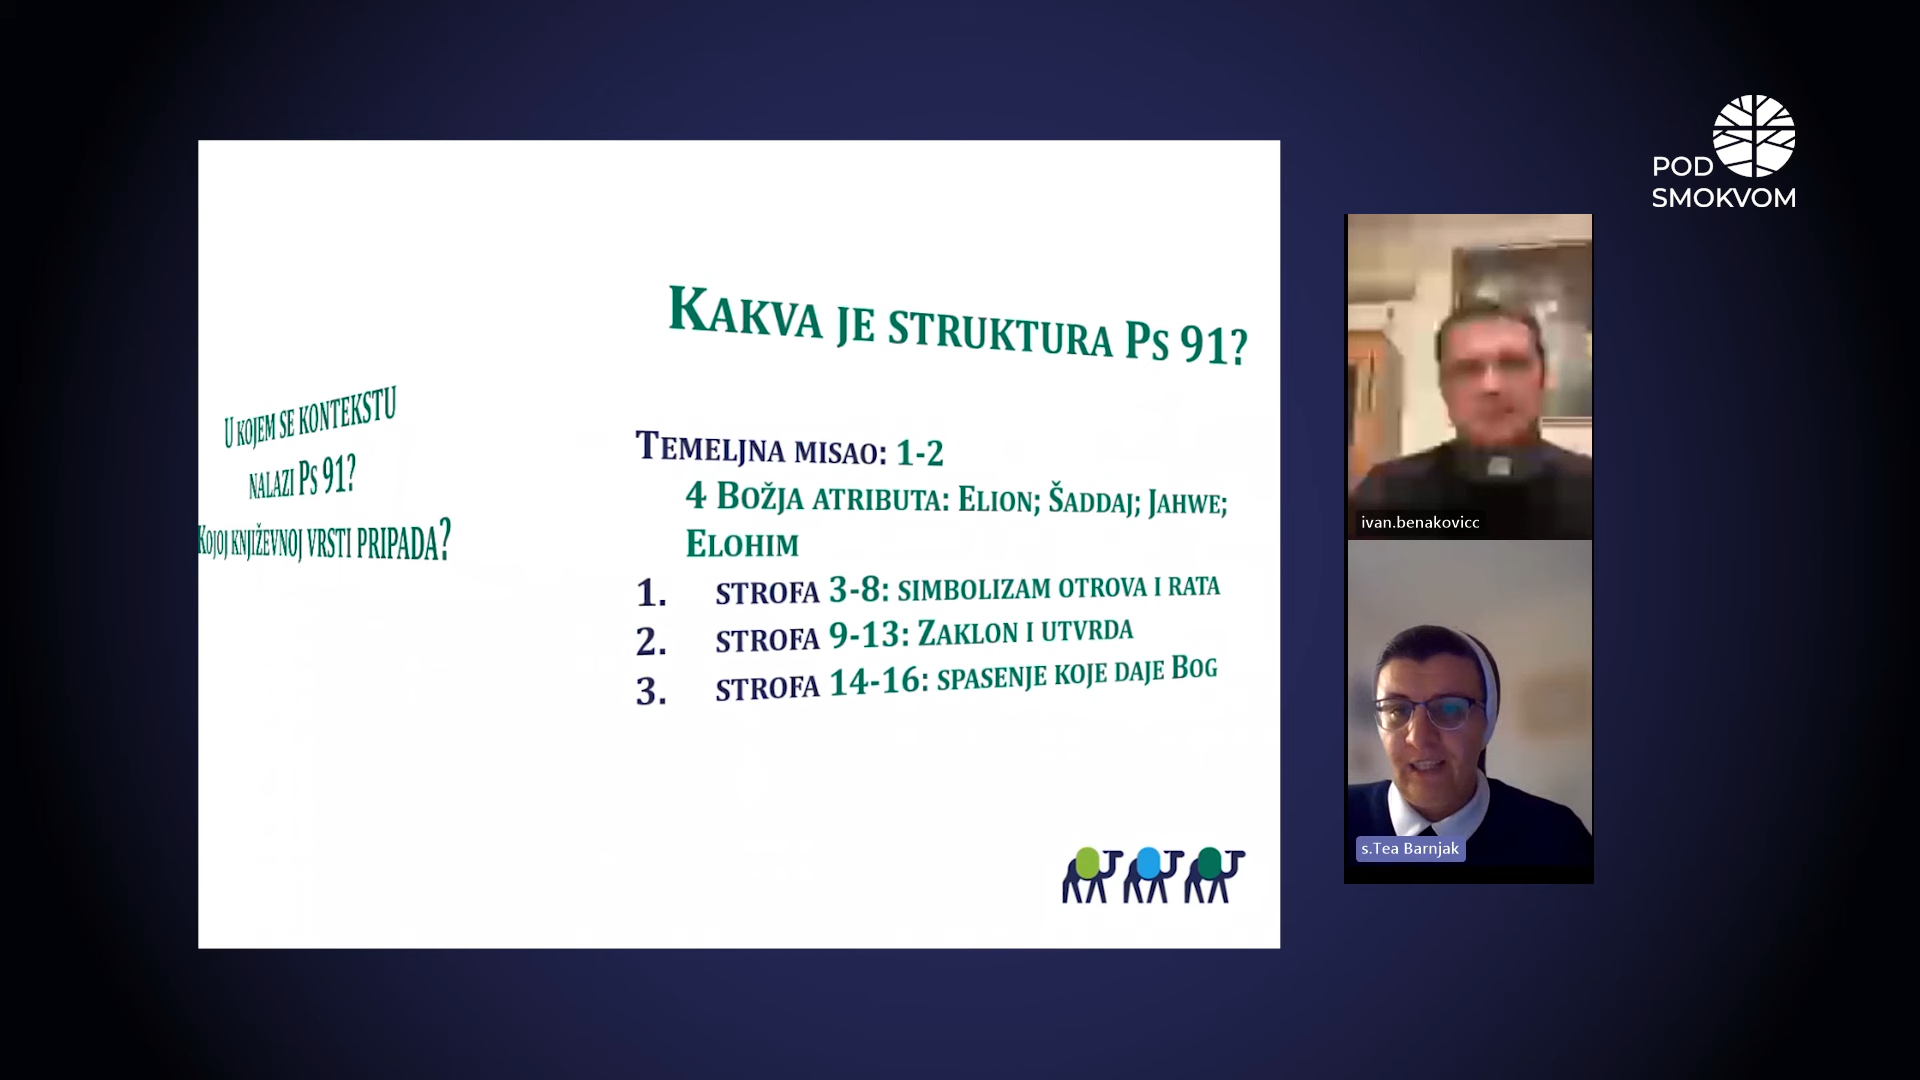 POD
SMOKVOM
Kakva je struktura Ps 91?
U kojem se kontekstu
nalazi Ps 91?
Kojoj književnoj vrsti pripada?
Temeljna misao: 1-2
4 Božja atributa: Elion; Šaddaj; Jahwe;
Elohim
1. strofa 3-8: simbolizam otrova i rata
2. strofa 9-13: Zaklon i utvrda
3. strofa 14-16: spasenje koje daje Bog
ivan.benakovicc
s.Tea Barnjak